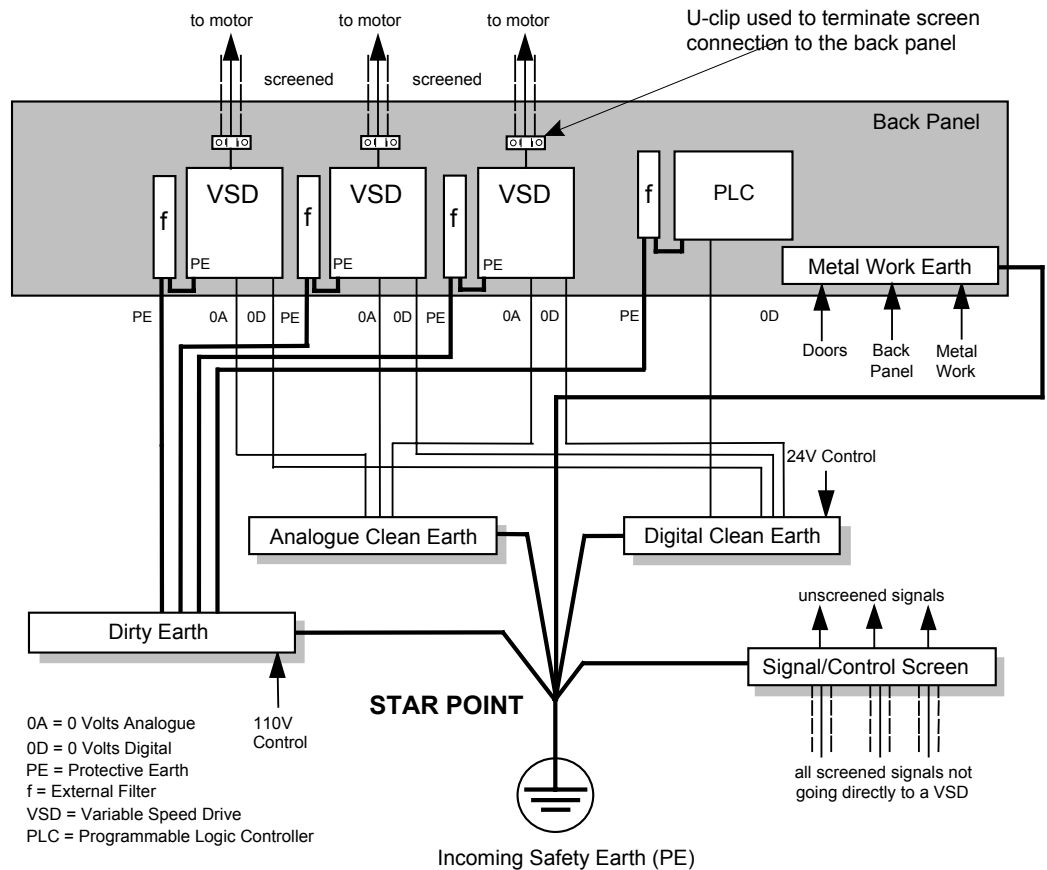 to motor
to motor
to motor
U-clip used to terminate screen
connection to the back panel
screened
screened
Back Panel
VSD
VSD
VSD
PLC
f
f
f
f
PE
PE
PE
Metal Work Earth
PE
0A
0D
PE
0A
0D
PE
0A
0D
PE
0D
Doors
Back
Panel
Metal
Work
24V Control
Analogue Clean Earth
Digital Clean Earth
unscreened signals
Dirty Earth
Signal/Control Screen
STAR POINT
110V
Control
0A = 0 Volts Analogue
0D = 0 Volts Digital
PE = Protective Earth
f = External Filter
VSD = Variable Speed Drive
PLC = Programmable Logic Controller
all screened signals not
going directly to a VSD
Incoming Safety Earth (PE)